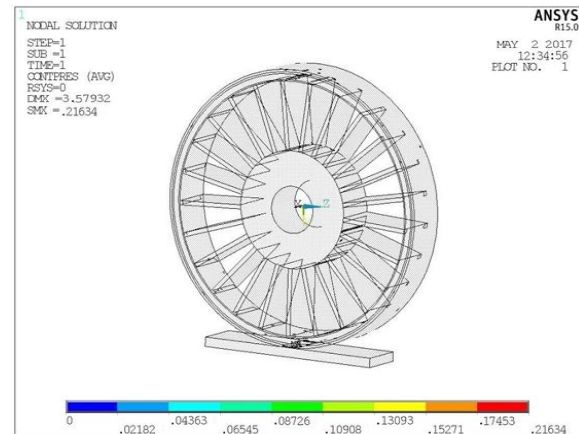 1
NODAL SOLUTION
STEP=1
SUB =1
TIME=1
CONTPRES (AVG)
RSYS=0
DMX =3.57932
SMX =.21634
ANSYS
R15.0
MAY 2 2017
12:34:56
PLOT NO. 1
X Z
0 .04363 .08726 .13093 .17453 .21634
.02182 .06545 .10908 .15271 .21634